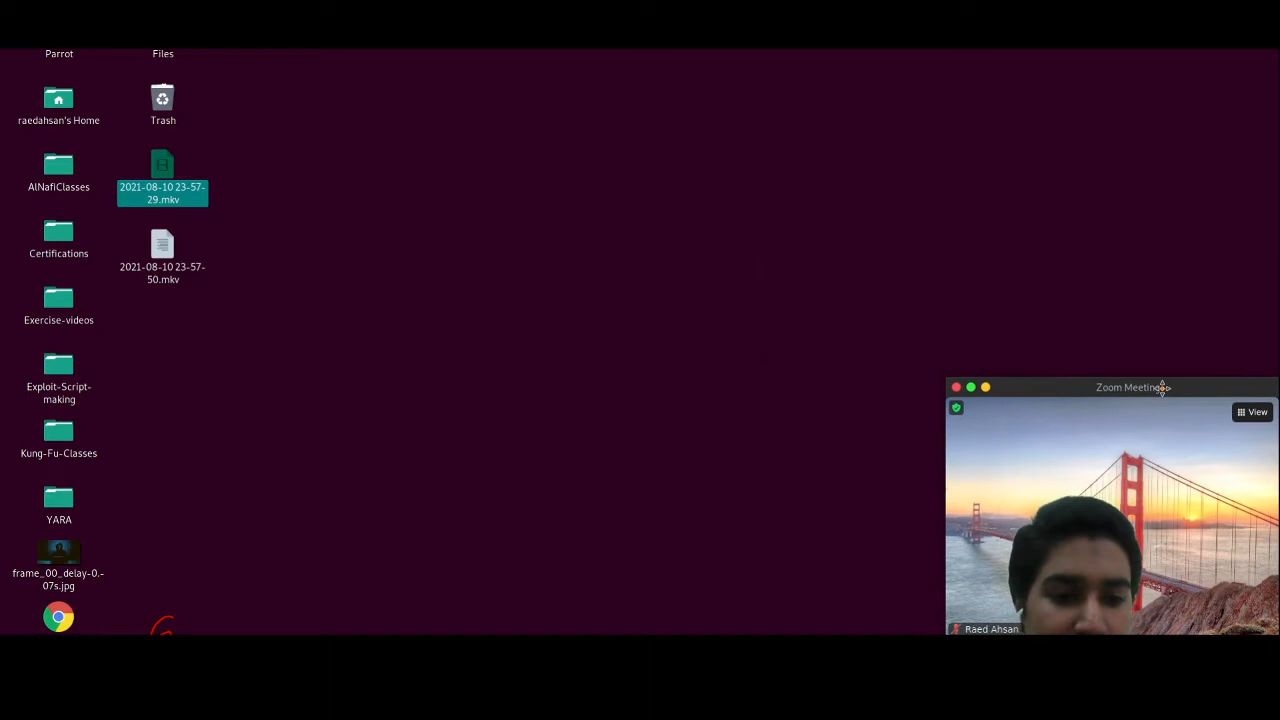 Parrot
Files
raedahsan's Home
Trash
AlNafiClasses
2021-08-10 23-57-
29.mkv
Certifications
2021-08-10 23-57-
50.mkv
Exercise-videos
Exploit-Script-
making
Kung-Fu-Classes
YARA
frame_00_delay-0.-
07s.jpg
Zoom Meeting
View
Raed Ahsan